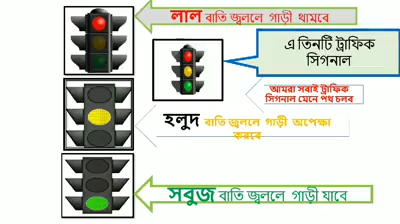 লাল বাতি জ্বললে গাড়ী থামবে
এ তিনটি ট্রাফিক
সিগনাল
আমরা সবাই ট্রাফিক
সিগনাল মেনে পথ চলব
হলুদ বাতি জ্বললে গাড়ী অপেক্ষা
করবে
সবুজ বাতি জ্বললে গাড়ী যাবে